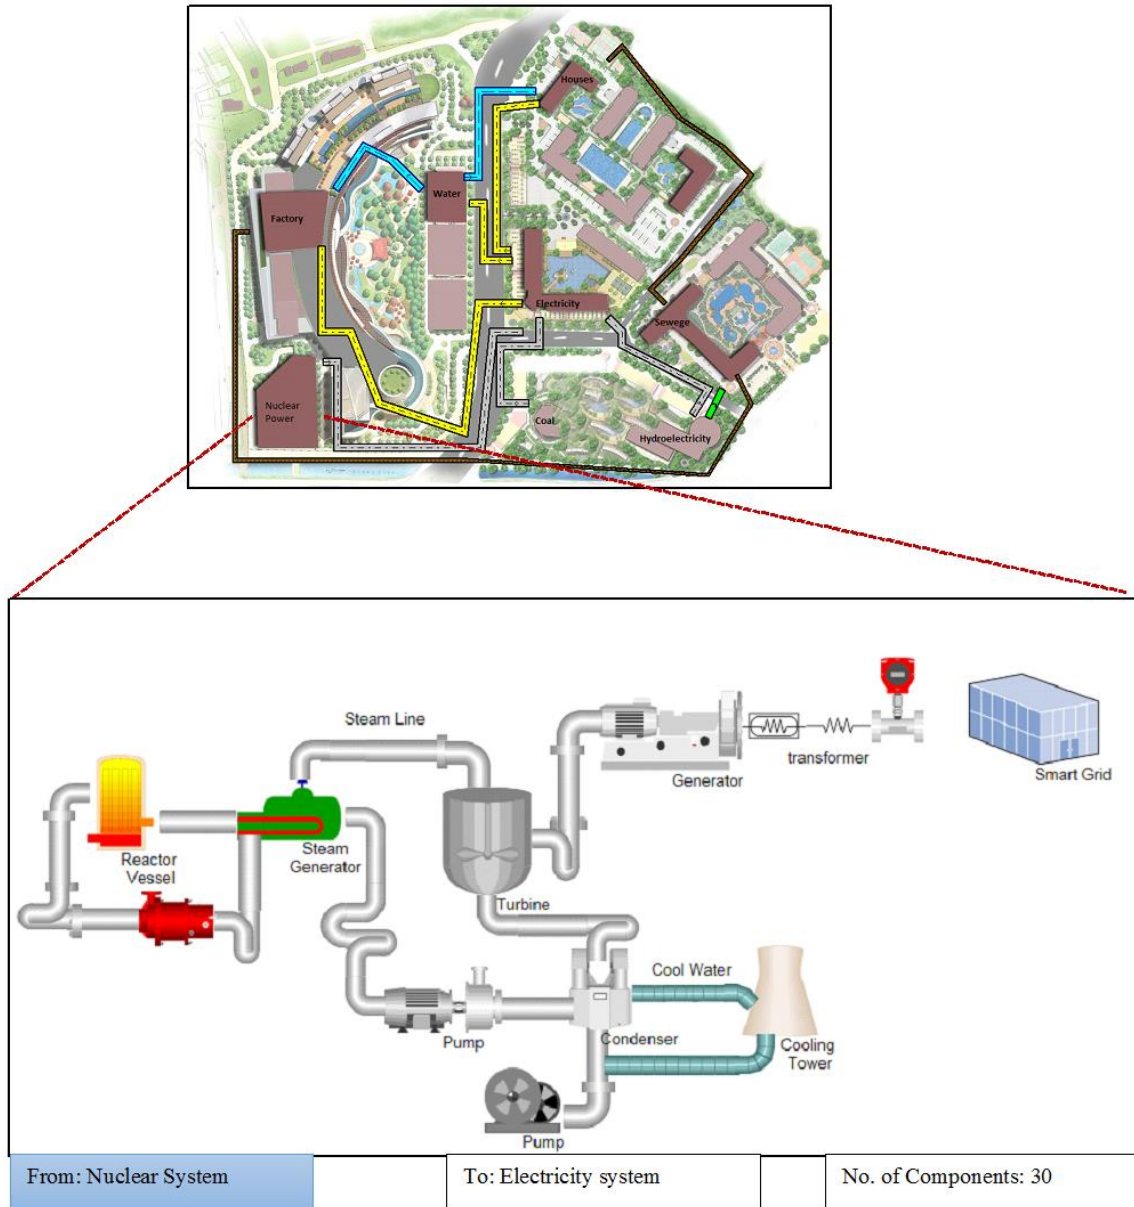 Houses
Water
Factory
Electricity
Sewege
Nuclear
Power
Coal
Hydroelectricity
Steam Line
Generator
transformer
Smart Grid
Reactor
Vessel
Steam
Generator
Turbine
Cool Water
Pump
Condenser
Cooling
Tower
Pump
From: Nuclear System
To: Electricity system
No. of Components: 30